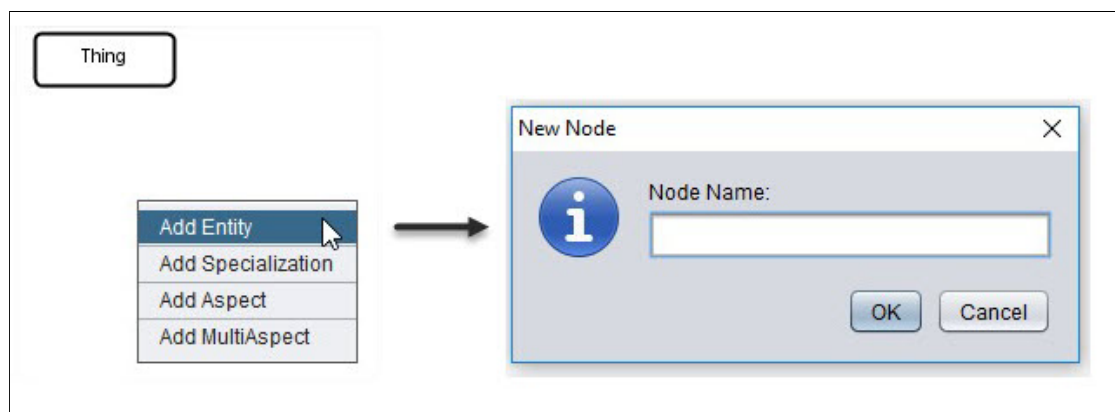 Thing
Add Entity
Add Specialization
Add Aspect
Add MultiAspect
New Node
Node Name:
OK
Cancel